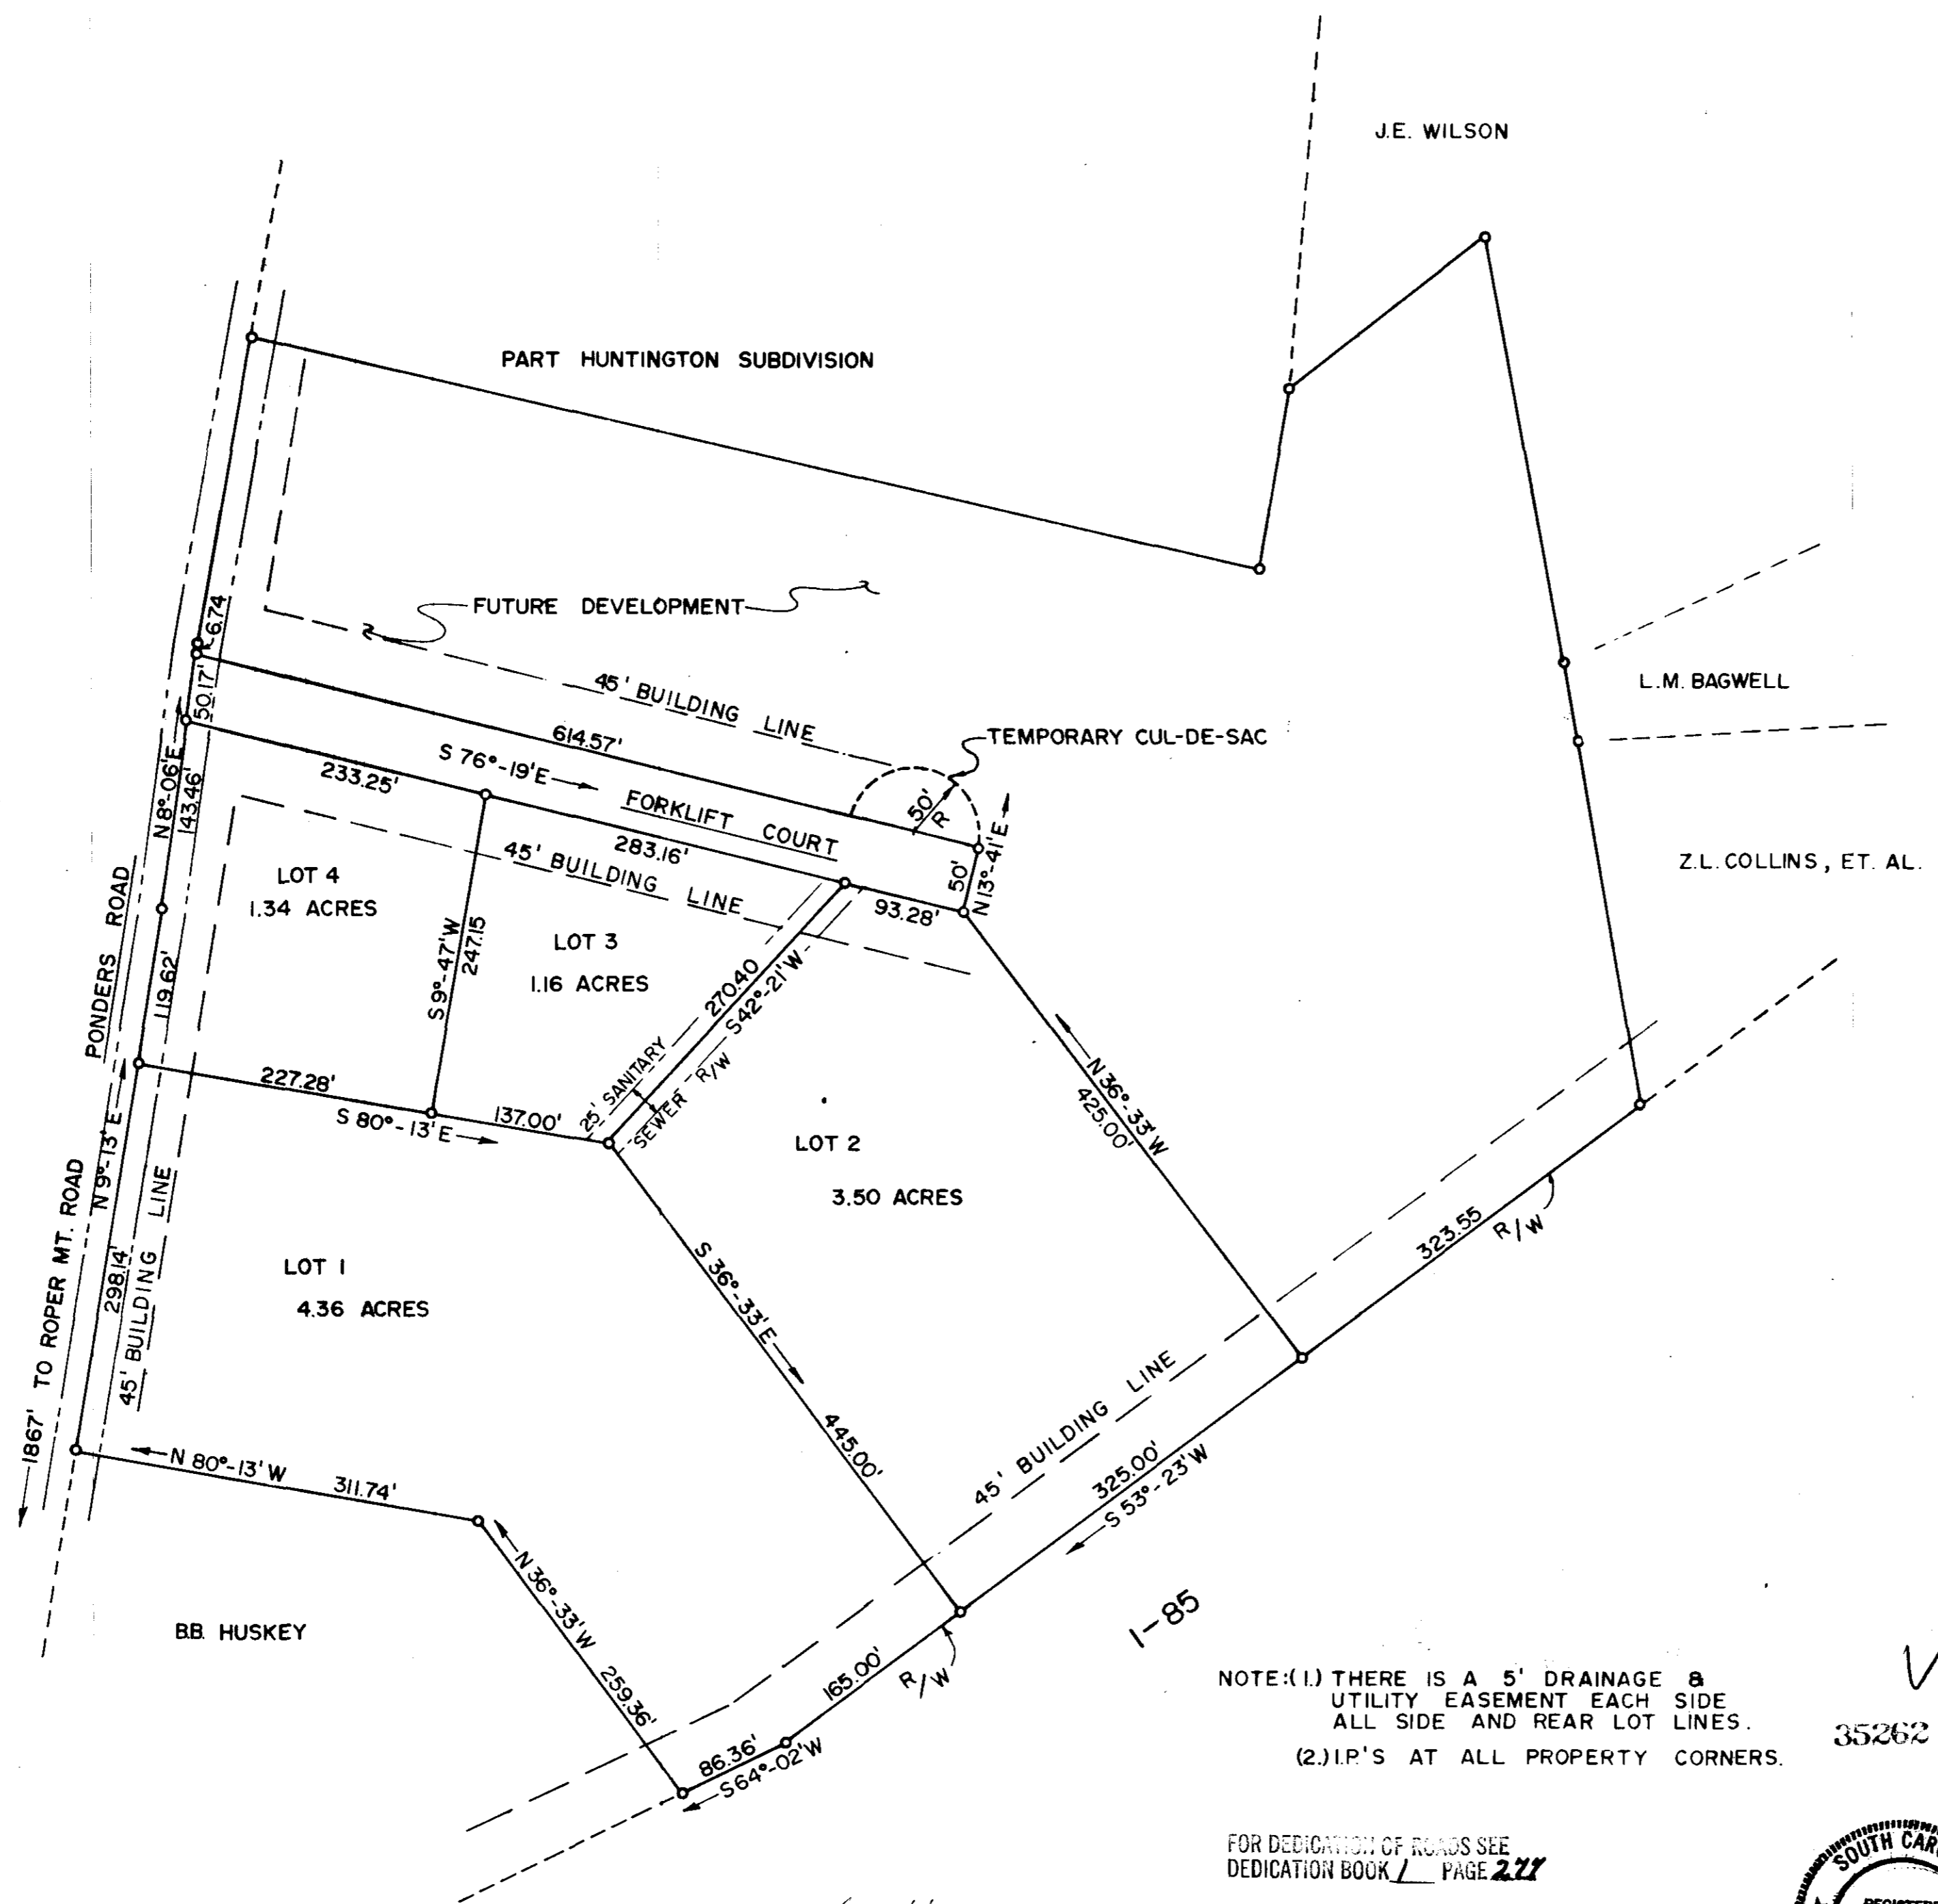 J.E. WILSON
PART HUNTINGTON SUBDIVISION
FUTURE DEVELOPMENT
6.74
50.17'
45' BUILDING LINE
TEMPORARY CUL-DE-SAC
L.M. BAGWELL
614.57'
S 76°-19'E
233.25'
FORKLIFT COURT
50'
R
N 8°-06'E
143.46'
283.16'
45' BUILDING LINE
50'
N 13°-41'E
93.28'
Z.L. COLLINS, ET. AL.
LOT 4
1.34 ACRES
PONDERS ROAD
119.62'
S 9°-47'W
247.15
LOT 3
1.16 ACRES
270.40
S 42°-21'W
25' SANITARY
SEWER R/W
227.28'
S 80°-13'E
137.00'
N 36°-33'W
425.00'
LOT 2
3.50 ACRES
N 9°-13'E
298.14'
45' BUILDING LINE
1867' TO ROPER MT. ROAD
LOT 1
4.36 ACRES
S 36°-33'E
445.00'
323.55
R/W
45' BUILDING LINE
325.00'
S 53°-23'W
N 80°-13'W
311.74'
N 36°-33'W
259.36'
B.B. HUSKEY
I-85
165.00'
R/W
86.36'
S 64°-02'W
NOTE:(1.) THERE IS A 5' DRAINAGE &
UTILITY EASEMENT EACH SIDE
ALL SIDE AND REAR LOT LINES.
(2.) I.P.'S AT ALL PROPERTY CORNERS.
35262
FOR DEDICATION OF ROADS SEE
DEDICATION BOOK 1 PAGE 277
SOUTH CAR